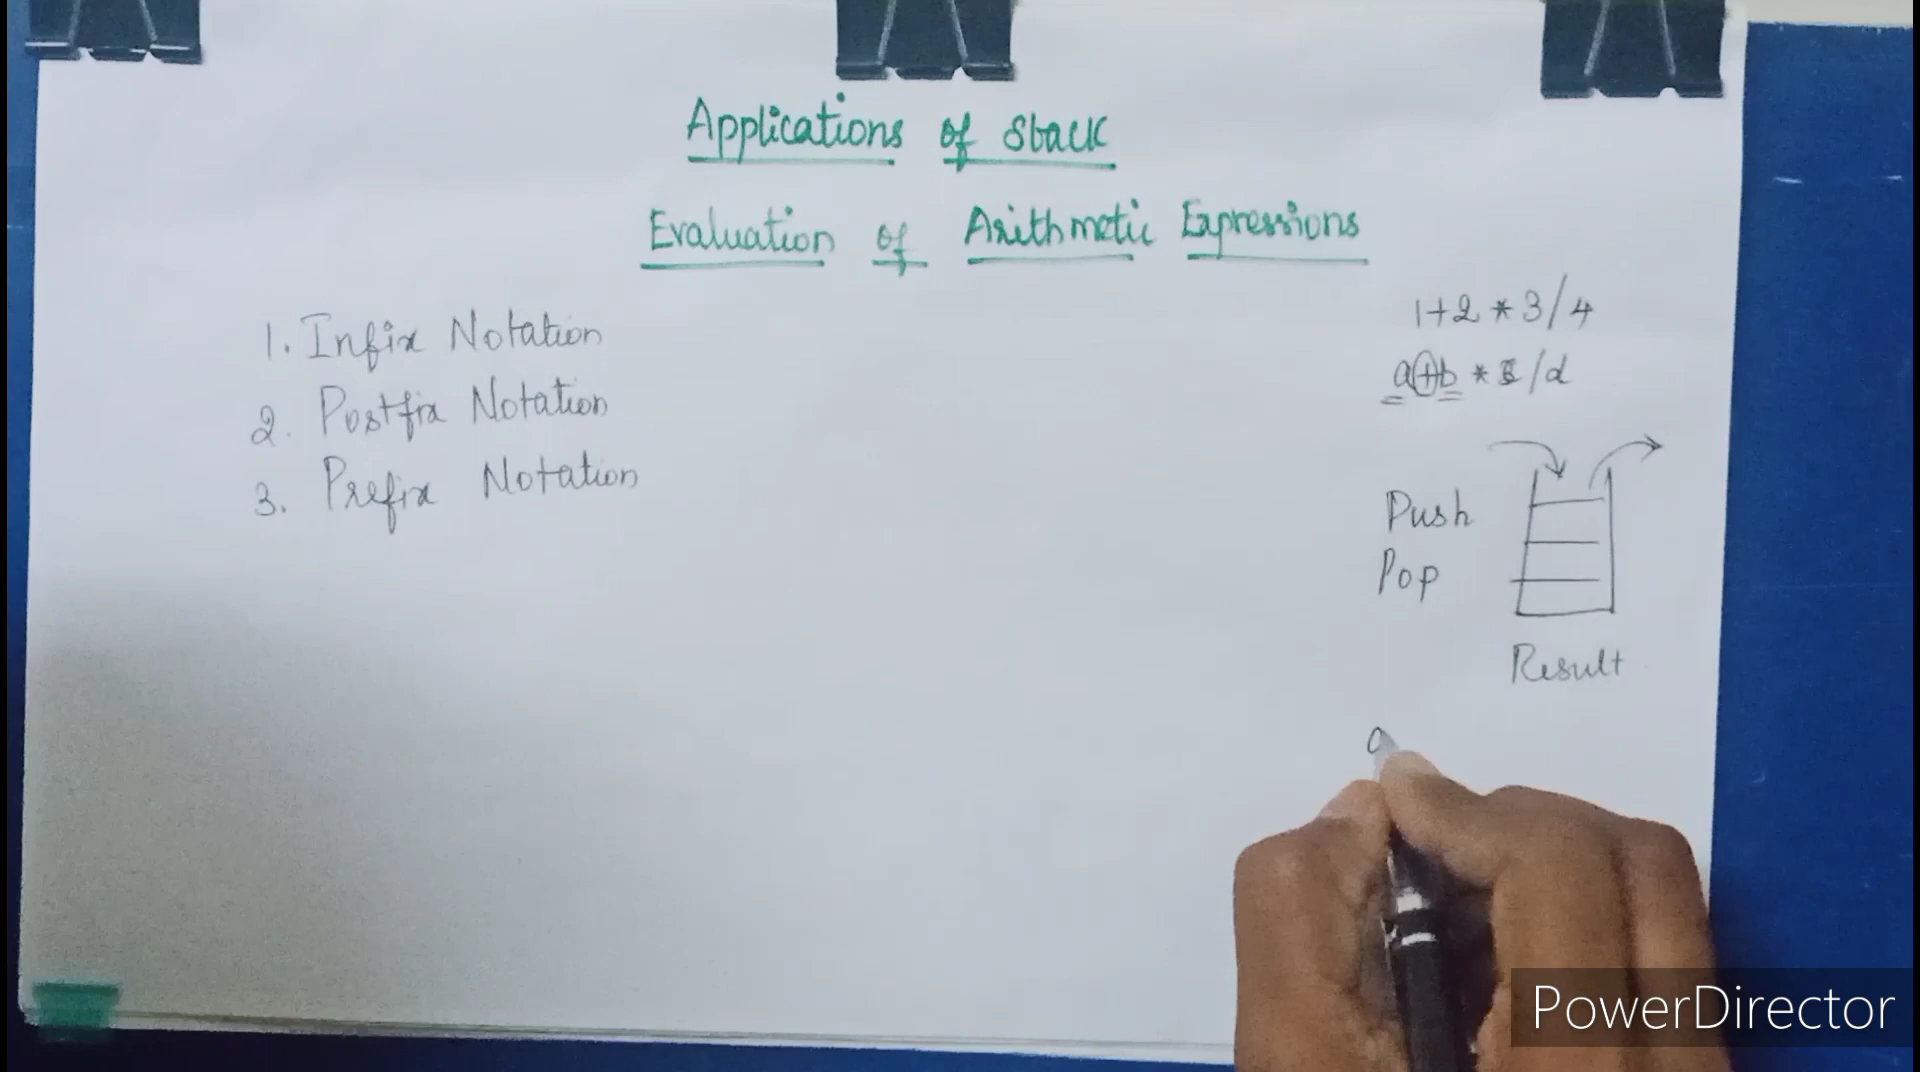 Applications of Stack
Evaluation of Arithmetic Expressions
1. Infix Notation
2. Postfix Notation
3. Prefix Notation
1+2*3/4
a+b*c/d
Push
Pop
Result
a
PowerDirector